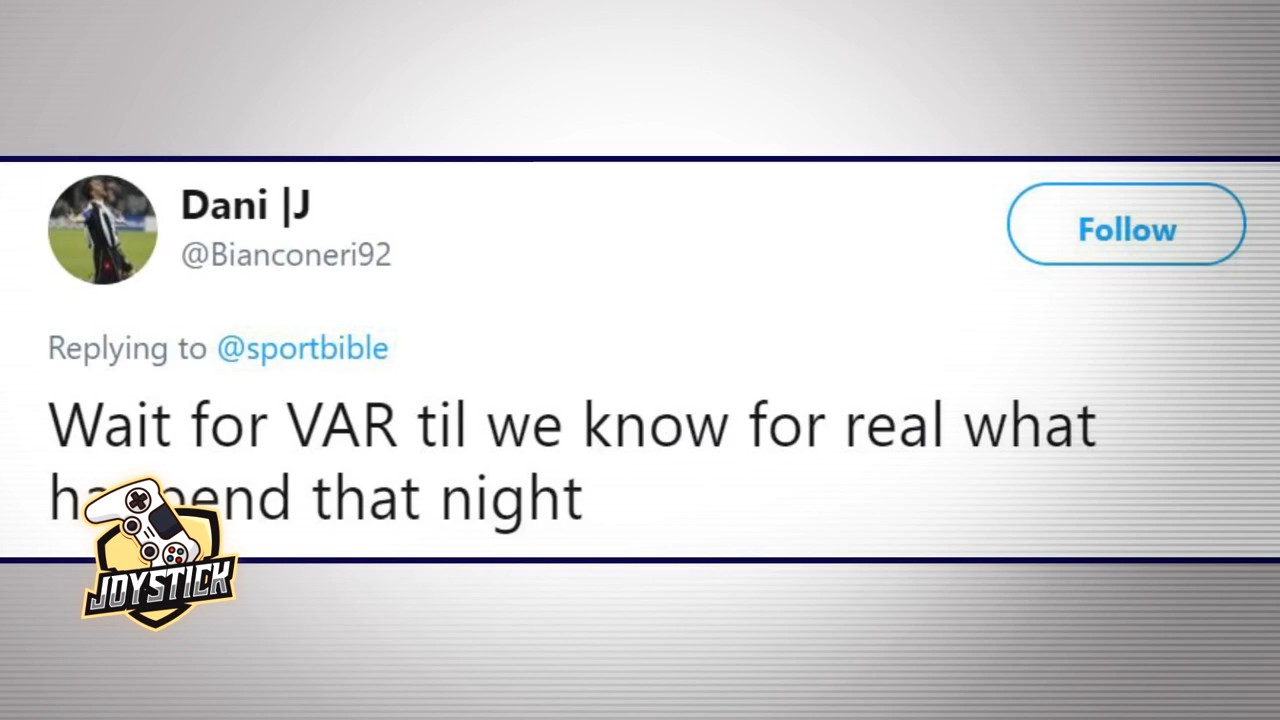 Dani |J
@Bianconeri92
Follow
Replying to @sportbible
Wait for VAR til we know for real what
that night
JOYSTICK